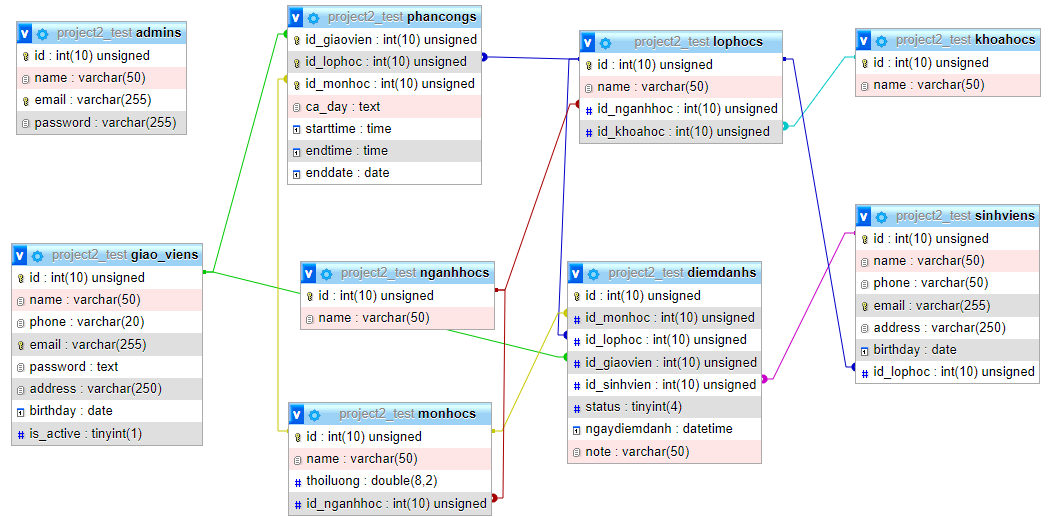 project2_test admins
id : int(10) unsigned
name : varchar(50)
email : varchar(255)
password : varchar(255)
project2_test phancongs
id_giaovien : int(10) unsigned
id_lophoc : int(10) unsigned
id_monhoc : int(10) unsigned
ca_day : text
starttime : time
endtime : time
enddate : date
project2_test lophocs
id : int(10) unsigned
name : varchar(50)
id_nganhhoc : int(10) unsigned
id_khoahoc : int(10) unsigned
project2_test khoahocs
id : int(10) unsigned
name : varchar(50)
project2_test giao_viens
id : int(10) unsigned
name : varchar(50)
phone : varchar(20)
email : varchar(255)
password : text
address : varchar(250)
birthday : date
is_active : tinyint(1)
project2_test nganhhocs
id : int(10) unsigned
name : varchar(50)
project2_test diemdanhs
id : int(10) unsigned
id_monhoc : int(10) unsigned
id_lophoc : int(10) unsigned
id_giaovien : int(10) unsigned
id_sinhvien : int(10) unsigned
status : tinyint(4)
ngaydiemdanh : datetime
note : varchar(50)
project2_test sinhviens
id : int(10) unsigned
name : varchar(50)
phone : varchar(50)
email : varchar(255)
address : varchar(250)
birthday : date
id_lophoc : int(10) unsigned
project2_test monhocs
id : int(10) unsigned
name : varchar(50)
thoiluong : double(8,2)
id_nganhhoc : int(10) unsigned